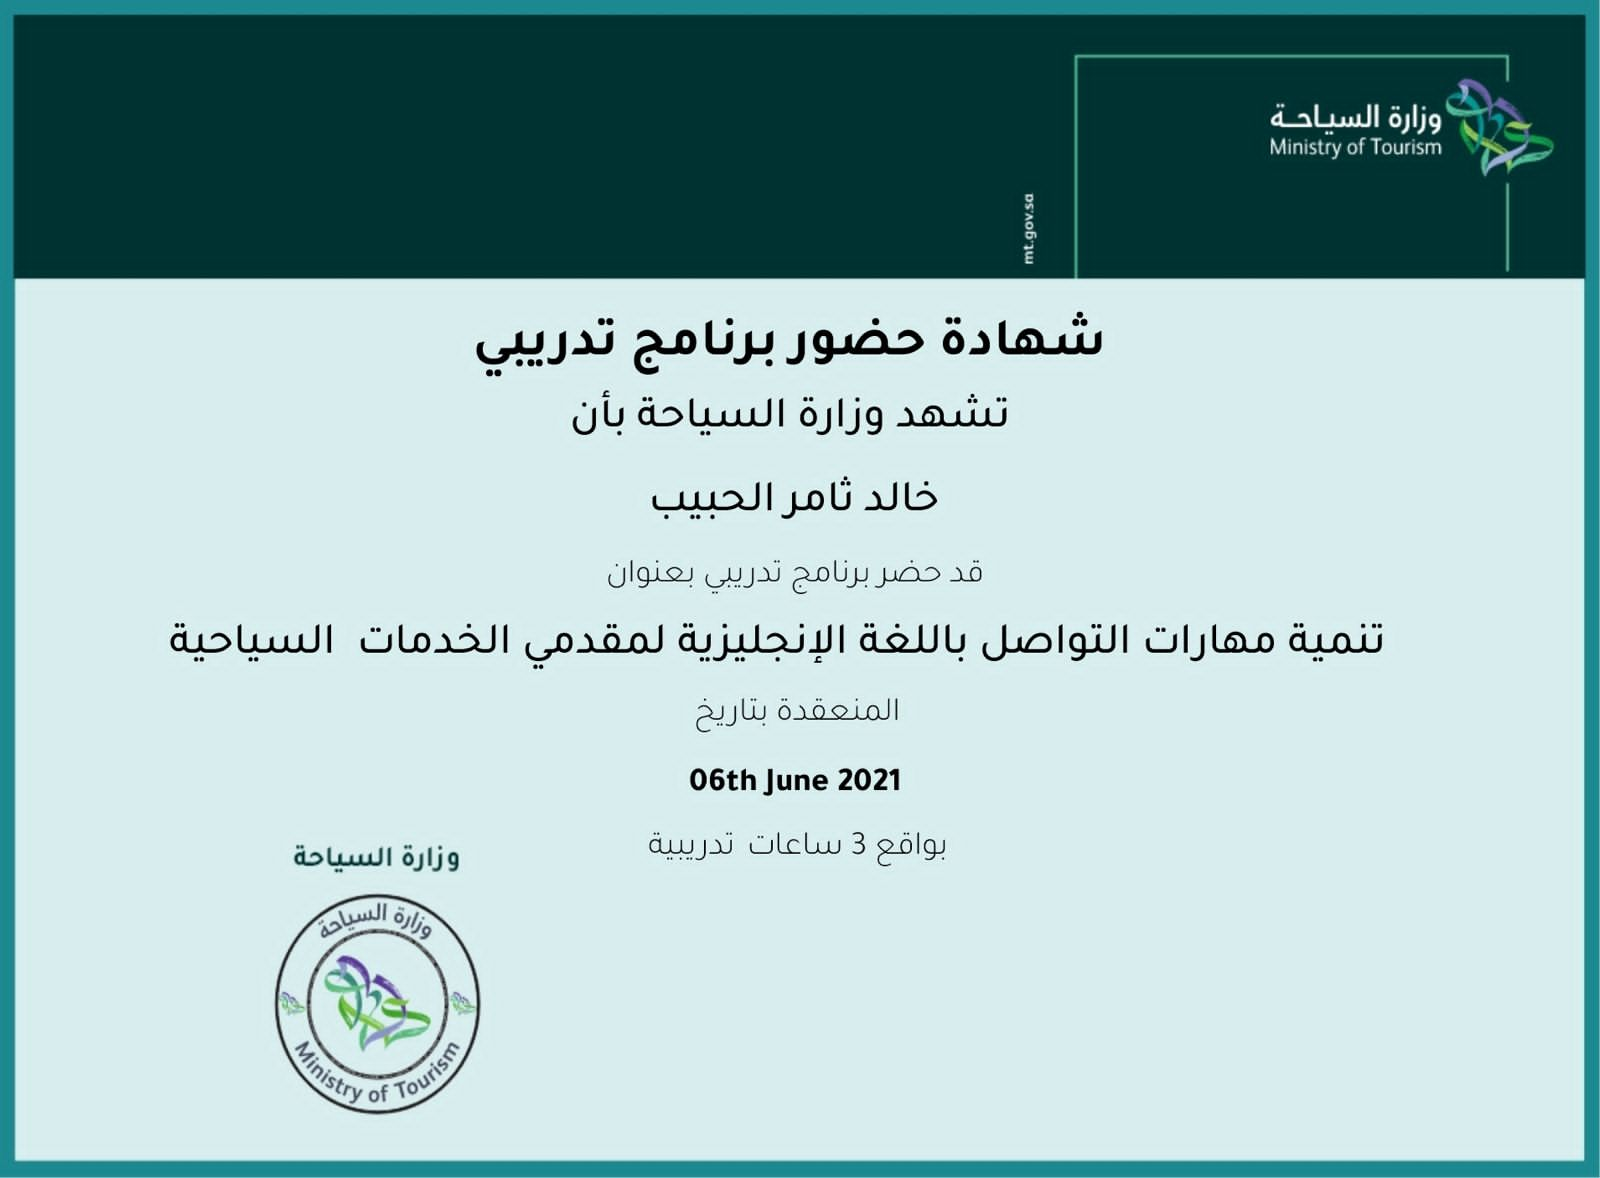 وزارة السياحة
Ministry of Tourism
mt.gov.sa
شهادة حضور برنامج تدريبي
تشهد وزارة السياحة بأن
خالد ثامر الحبيب
قد حضر برنامج تدريبي بعنوان
تنمية مهارات التواصل باللغة الإنجليزية لمقدمي الخدمات السياحية
المنعقدة بتاريخ
06th June 2021
بواقع 3 ساعات تدريبية
وزارة السياحة
وزارة السياحة
Ministry of Tourism